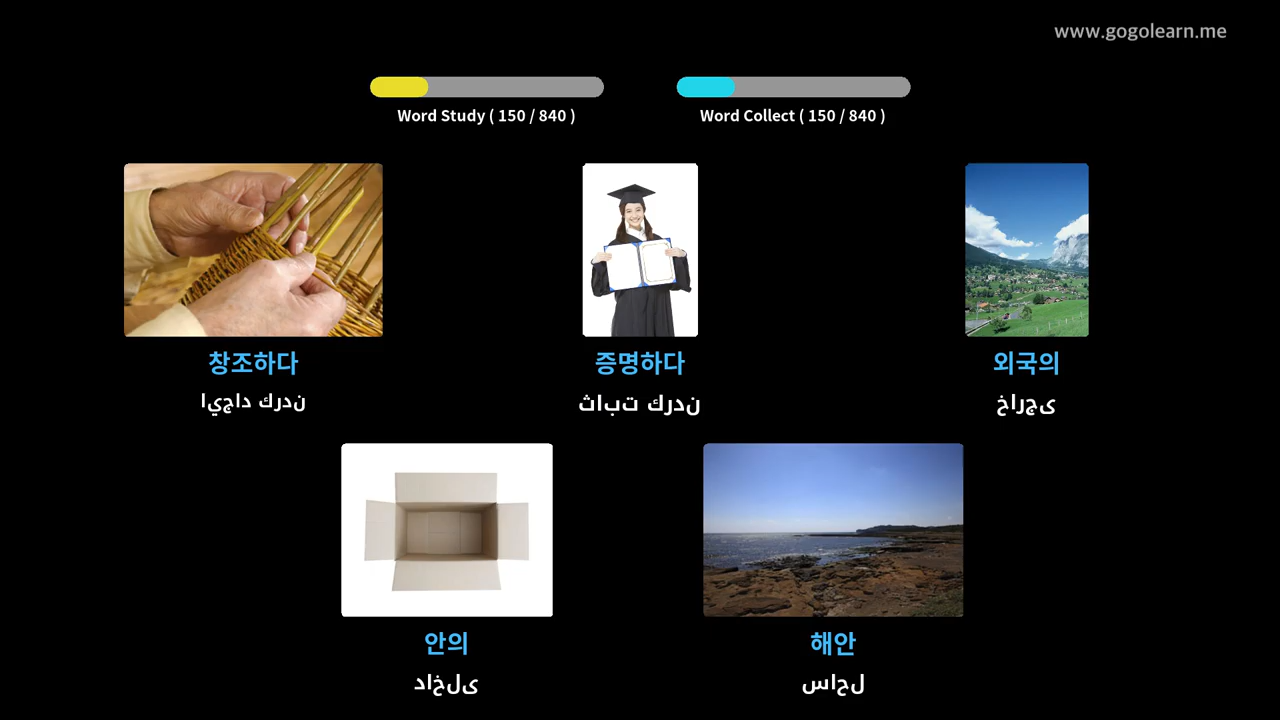 www.gogolearn.me
Word Study ( 150 / 840 )
Word Collect ( 150 / 840 )
창조하다
ایجاد کردن
증명하다
ثابت کردن
외국의
خارجی
안의
داخلی
해안
ساحل